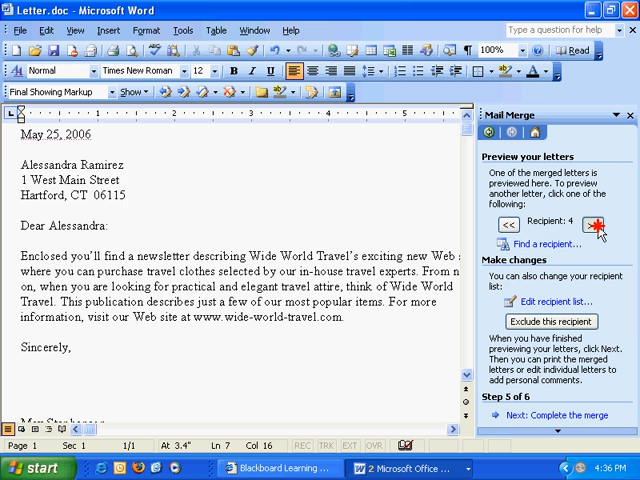 Letter.doc - Microsoft Word
File Edit View Insert Format Tools Table Window Help
Type a question for help
100% Read
Normal Times New Roman 12 B I U
Final Showing Markup Show
1 2 3 4 5
May 25, 2006
Alessandra Ramirez
1 West Main Street
Hartford, CT 06115
Dear Alessandra:
Enclosed you'll find a newsletter describing Wide World Travel's exciting new Web
where you can purchase travel clothes selected by our in-house travel experts. From n
on, when you are looking for practical and elegant travel attire, think of Wide World
Travel. This publication describes just a few of our most popular items. For more
information, visit our Web site at www.wide-world-travel.com.
Sincerely,
Mail Merge
Preview your letters
One of the merged letters is
previewed here. To preview
another letter, click one of the
following:
<< Recipient: 4
Find a recipient...
Make changes
You can also change your recipient
list:
Edit recipient list...
Exclude this recipient
When you have finished
previewing your letters, click Next.
Then you can print the merged
letters or edit individual letters to
add personal comments.
Step 5 of 6
Next: Complete the merge
Page 1 Sec 1 1/1 At 3.4" Ln 7 Col 16 REC TRK EXT OVR
start Blackboard Learning ... 2 Microsoft Office ... 4:36 PM